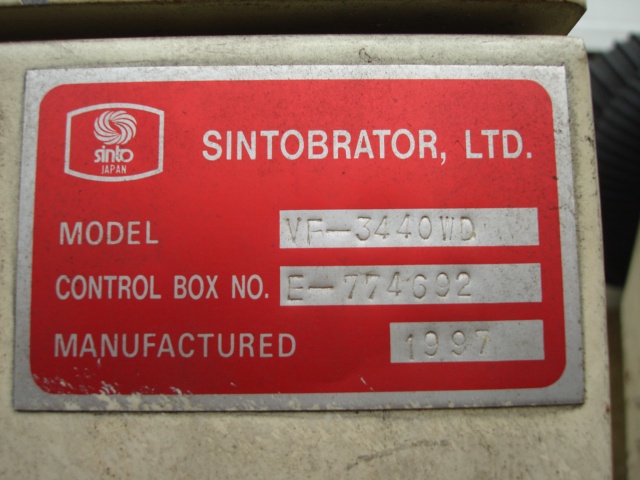 sinto
JAPAN
SINTOBRATOR, LTD.
MODEL VF-3440WD
CONTROL BOX NO. E-774692
MANUFACTURED 1997